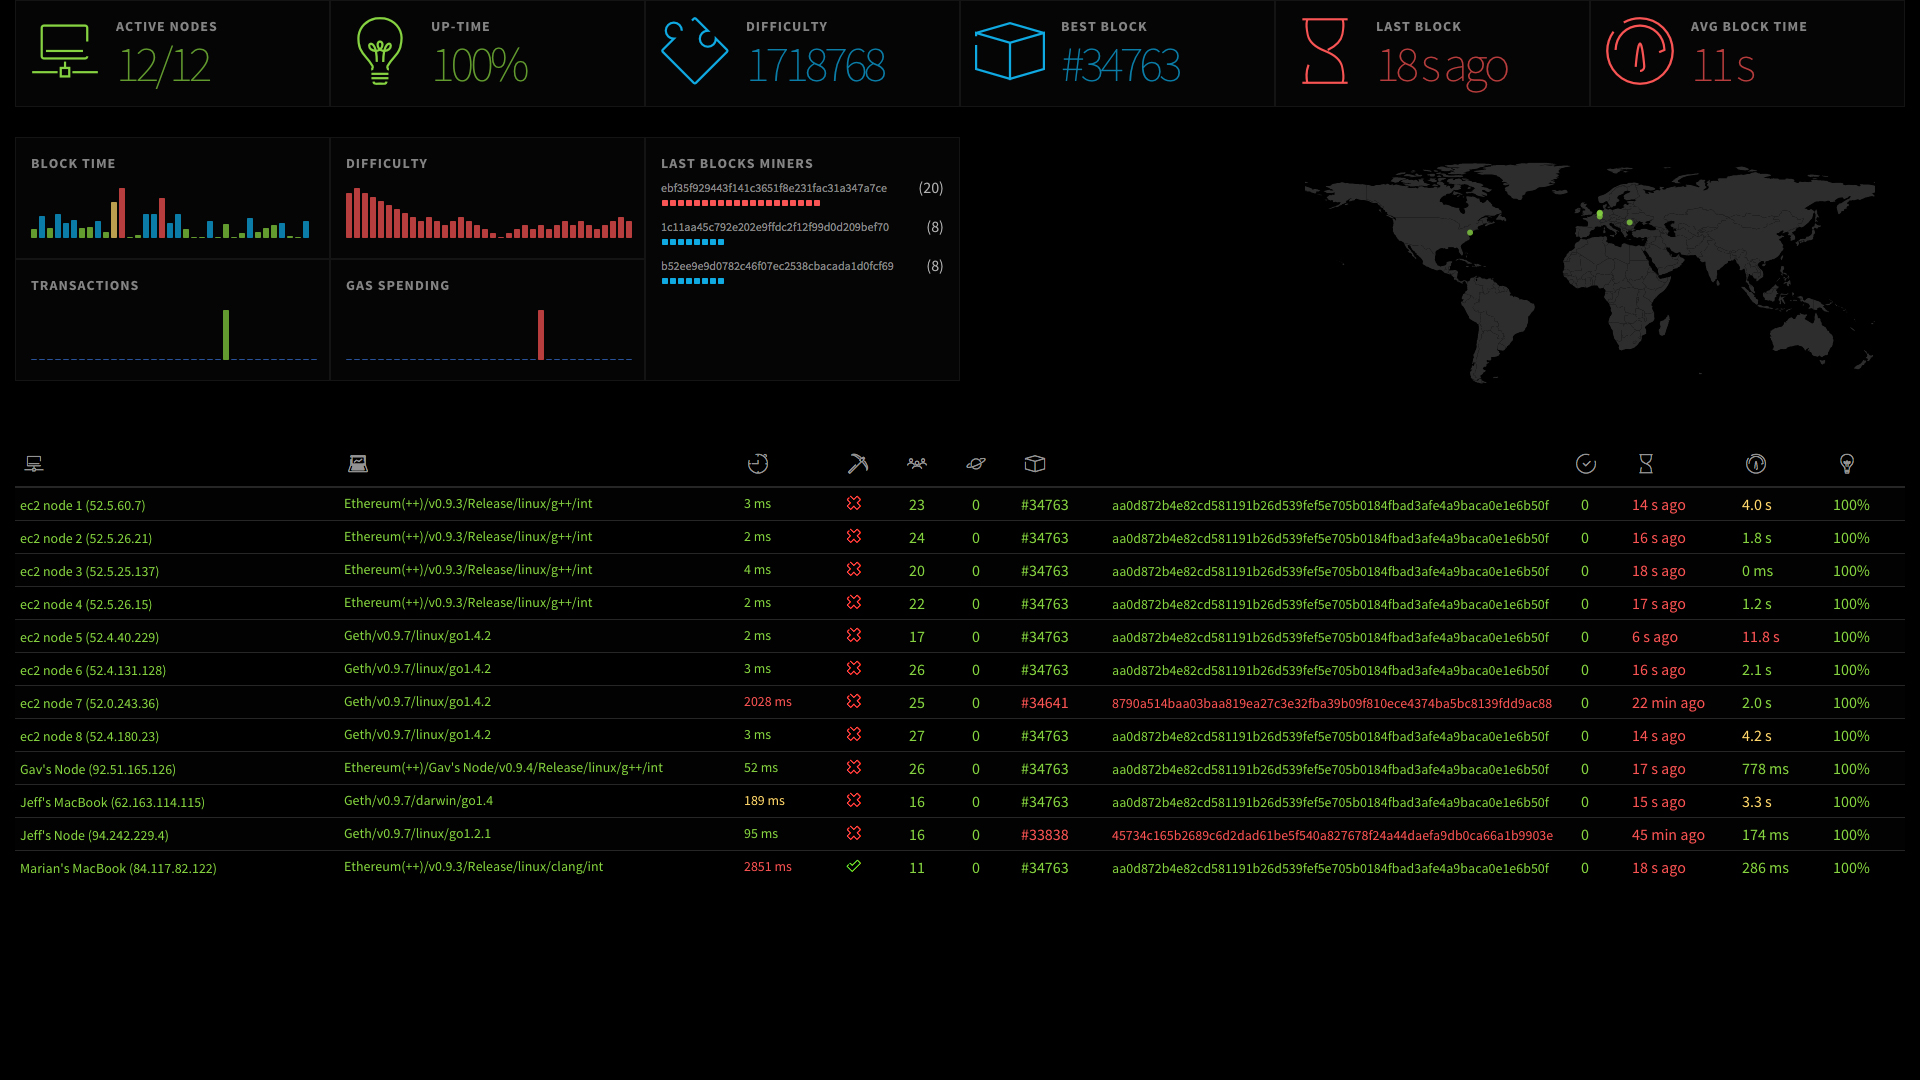 ACTIVE NODES
12/12
UP-TIME
100%
DIFFICULTY
1718768
BEST BLOCK
#34763
LAST BLOCK
18 s ago
AVG BLOCK TIME
11 s
BLOCK TIME
DIFFICULTY
LAST BLOCKS MINERS
ebf35f929443f141c3651f8e231fac31a347a7ce (20)
1c11aa45c792e202e9ffdc2f12f99d0d209bef70 (8)
b52ee9e9d0782c46f07ec2538cbacada1d0fcf69 (8)
TRANSACTIONS
GAS SPENDING
ec2 node 1 (52.5.60.7) Ethereum(++)/v0.9.3/Release/linux/g++/int 3 ms 23 0 #34763 aa0d872b4e82cd581191b26d539fef5e705b0184fbad3afe4a9baca0e1e6b50f 0 14 s ago 4.0 s 100%
ec2 node 2 (52.5.26.21) Ethereum(++)/v0.9.3/Release/linux/g++/int 2 ms 24 0 #34763 aa0d872b4e82cd581191b26d539fef5e705b0184fbad3afe4a9baca0e1e6b50f 0 16 s ago 1.8 s 100%
ec2 node 3 (52.5.25.137) Ethereum(++)/v0.9.3/Release/linux/g++/int 4 ms 20 0 #34763 aa0d872b4e82cd581191b26d539fef5e705b0184fbad3afe4a9baca0e1e6b50f 0 18 s ago 0 ms 100%
ec2 node 4 (52.5.26.15) Ethereum(++)/v0.9.3/Release/linux/g++/int 2 ms 22 0 #34763 aa0d872b4e82cd581191b26d539fef5e705b0184fbad3afe4a9baca0e1e6b50f 0 17 s ago 1.2 s 100%
ec2 node 5 (52.4.40.229) Geth/v0.9.7/linux/go1.4.2 2 ms 17 0 #34763 aa0d872b4e82cd581191b26d539fef5e705b0184fbad3afe4a9baca0e1e6b50f 0 6 s ago 11.8 s 100%
ec2 node 6 (52.4.131.128) Geth/v0.9.7/linux/go1.4.2 3 ms 26 0 #34763 aa0d872b4e82cd581191b26d539fef5e705b0184fbad3afe4a9baca0e1e6b50f 0 16 s ago 2.1 s 100%
ec2 node 7 (52.0.243.36) Geth/v0.9.7/linux/go1.4.2 2028 ms 25 0 #34641 8790a514baa03baa819ea27c3e32fba39b09f810ece4374ba5bc8139fdd9ac88 0 22 min ago 2.0 s 100%
ec2 node 8 (52.4.180.23) Geth/v0.9.7/linux/go1.4.2 3 ms 27 0 #34763 aa0d872b4e82cd581191b26d539fef5e705b0184fbad3afe4a9baca0e1e6b50f 0 14 s ago 4.2 s 100%
Gav's Node (92.51.165.126) Ethereum(++)/Gav's Node/v0.9.4/Release/linux/g++/int 52 ms 26 0 #34763 aa0d872b4e82cd581191b26d539fef5e705b0184fbad3afe4a9baca0e1e6b50f 0 17 s ago 778 ms 100%
Jeff's MacBook (62.163.114.115) Geth/v0.9.7/darwin/go1.4 189 ms 16 0 #34763 aa0d872b4e82cd581191b26d539fef5e705b0184fbad3afe4a9baca0e1e6b50f 0 15 s ago 3.3 s 100%
Jeff's Node (94.242.229.4) Geth/v0.9.7/linux/go1.2.1 95 ms 16 0 #33838 45734c165b2689c6d2dad61be5f540a827678f24a44daefa9db0ca66a1b9903e 0 45 min ago 174 ms 100%
Marian's MacBook (84.117.82.122) Ethereum(++)/v0.9.3/Release/linux/clang/int 2851 ms 11 0 #34763 aa0d872b4e82cd581191b26d539fef5e705b0184fbad3afe4a9baca0e1e6b50f 0 18 s ago 286 ms 100%